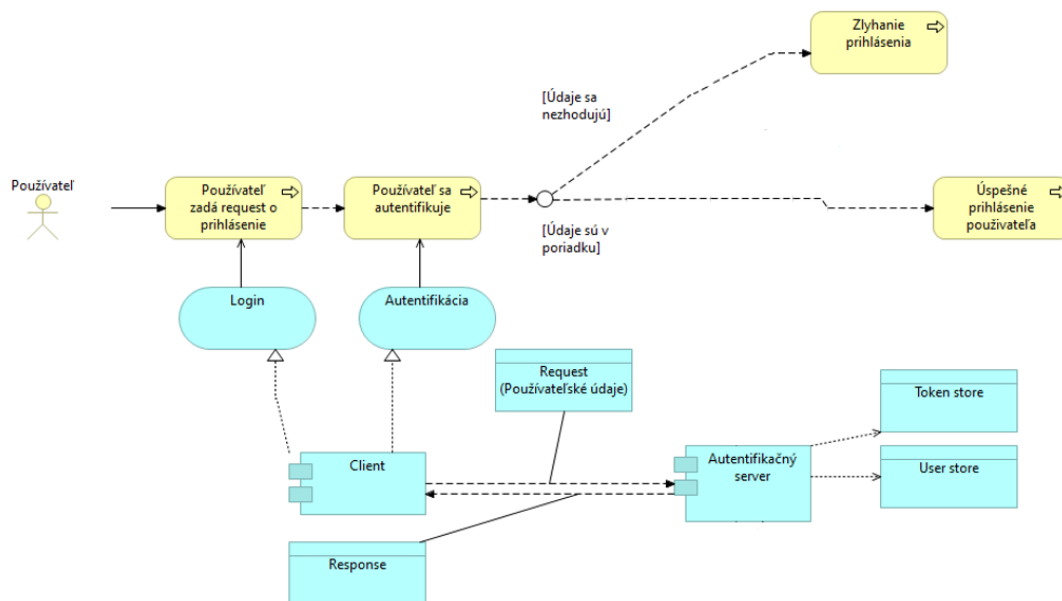 Zlyhanie
prihlásenia
[Údaje sa
nezhodujú]
Používateľ
Používateľ
zadá request o
prihlásenie
Používateľ sa
autentifikuje
Úspešné
prihlásenie
použivateľa
[Údaje sú v
poriadku]
Login
Autentifikácia
Request
(Používateľské údaje)
Token store
Client
Autentifikačný
server
User store
Response